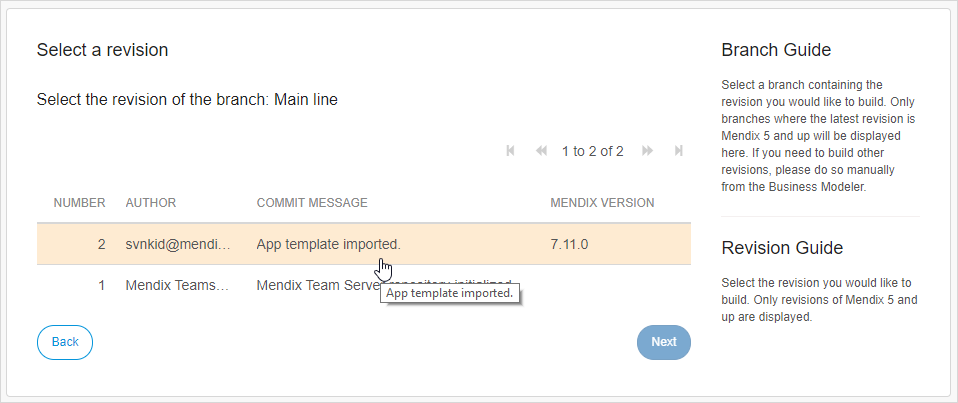 Select a revision
Select the revision of the branch: Main line
1 to 2 of 2
NUMBER AUTHOR COMMIT MESSAGE MENDIX VERSION
2 svnkid@mendi... App template imported. 7.11.0
1 Mendix Teams... Mendix Team Server repository initialized
App template imported.
Back
Next
Branch Guide
Select a branch containing the
revision you would like to build. Only
branches where the latest revision is
Mendix 5 and up will be displayed
here. If you need to build other
revisions, please do so manually
from the Business Modeler.
Revision Guide
Select the revision you would like to
build. Only revisions of Mendix 5 and
up are displayed.